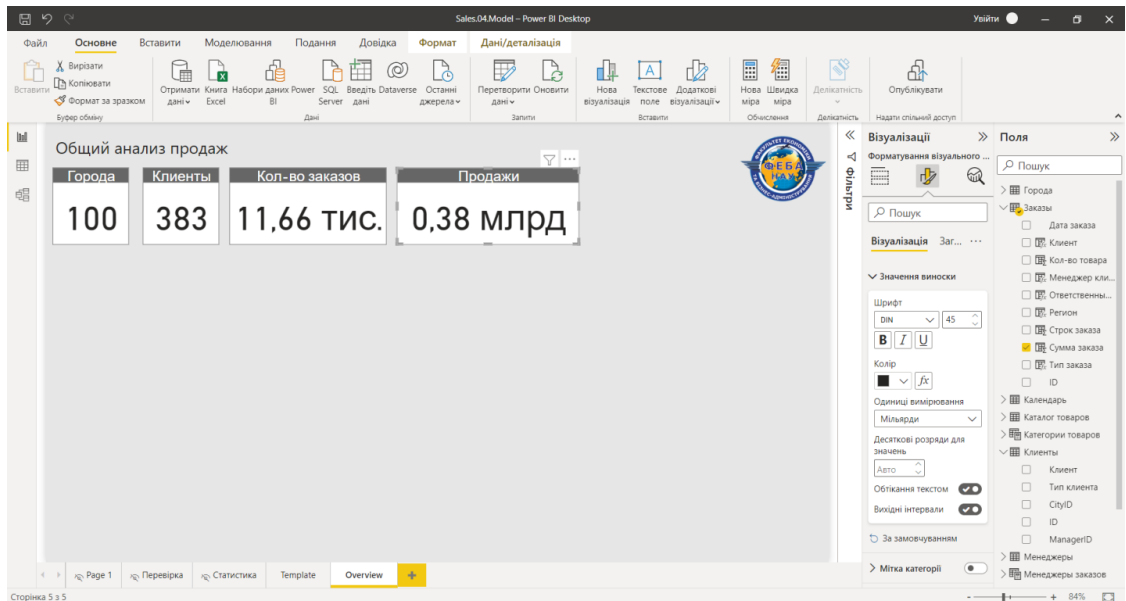 Sales.04.Model – Power BI Desktop
Увійти
Файл Основне Вставити Моделювання Подання Довідка Формат Дані/деталізація
Вставити
Вирізати
Копіювати
Формат за зразком
Отримати дані
Книга Excel
Набори даних Power BI
SQL Server
Введіть дані
Dataverse
Останні джерела
Перетворити дані
Оновити
Нова візуалізація
Текстове поле
Додаткові візуалізації
Нова міра
Швидка міра
Делікатність
Опублікувати
Буфер обміну Дані Запити Вставити Обчислення Делікатність Надати спільний доступ
Общий анализ продаж
Города Клиенты Кол-во заказов Продажи
100 383 11,66 тис. 0,38 млрд
ФЕБА
НАУ
Фільтри
Візуалізації
Форматування візуального ...
Пошук
Візуалізація Заг... ...
Значення виноски
Шрифт
DIN 45
B I U
Колір
fx
Одиниці вимірювання
Мільярди
Десяткові розряди для
значень
Авто
Обтікання текстом
Вихідні інтервали
За замовчуванням
Мітка категорії
Поля
Пошук
Города
Заказы
Дата заказа
Клиент
Кол-во товара
Менеджер кли...
Ответственны...
Регион
Строк заказа
Сумма заказа
Тип заказа
ID
Календарь
Каталог товаров
Категории товаров
Клиенты
Клиент
Тип клиента
CityID
ID
ManagerID
Менеджеры
Менеджеры заказов
Page 1 Перевірка Статистика Template Overview
Сторінка 5 з 5
84%